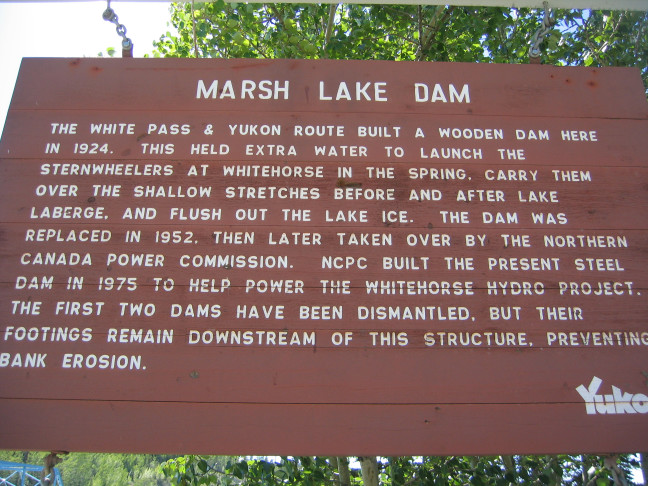 MARSH LAKE DAM
THE WHITE PASS & YUKON ROUTE BUILT A WOODEN DAM HERE
IN 1924. THIS HELD EXTRA WATER TO LAUNCH THE
STERNWHEELERS AT WHITEHORSE IN THE SPRING, CARRY THEM
OVER THE SHALLOW STRETCHES BEFORE AND AFTER LAKE
LABERGE, AND FLUSH OUT THE LAKE ICE. THE DAM WAS
REPLACED IN 1952, THEN LATER TAKEN OVER BY THE NORTHERN
CANADA POWER COMMISSION. NCPC BUILT THE PRESENT STEEL
DAM IN 1975 TO HELP POWER THE WHITEHORSE HYDRO PROJECT.
THE FIRST TWO DAMS HAVE BEEN DISMANTLED, BUT THEIR
FOOTINGS REMAIN DOWNSTREAM OF THIS STRUCTURE, PREVENTING
BANK EROSION.
Yuko